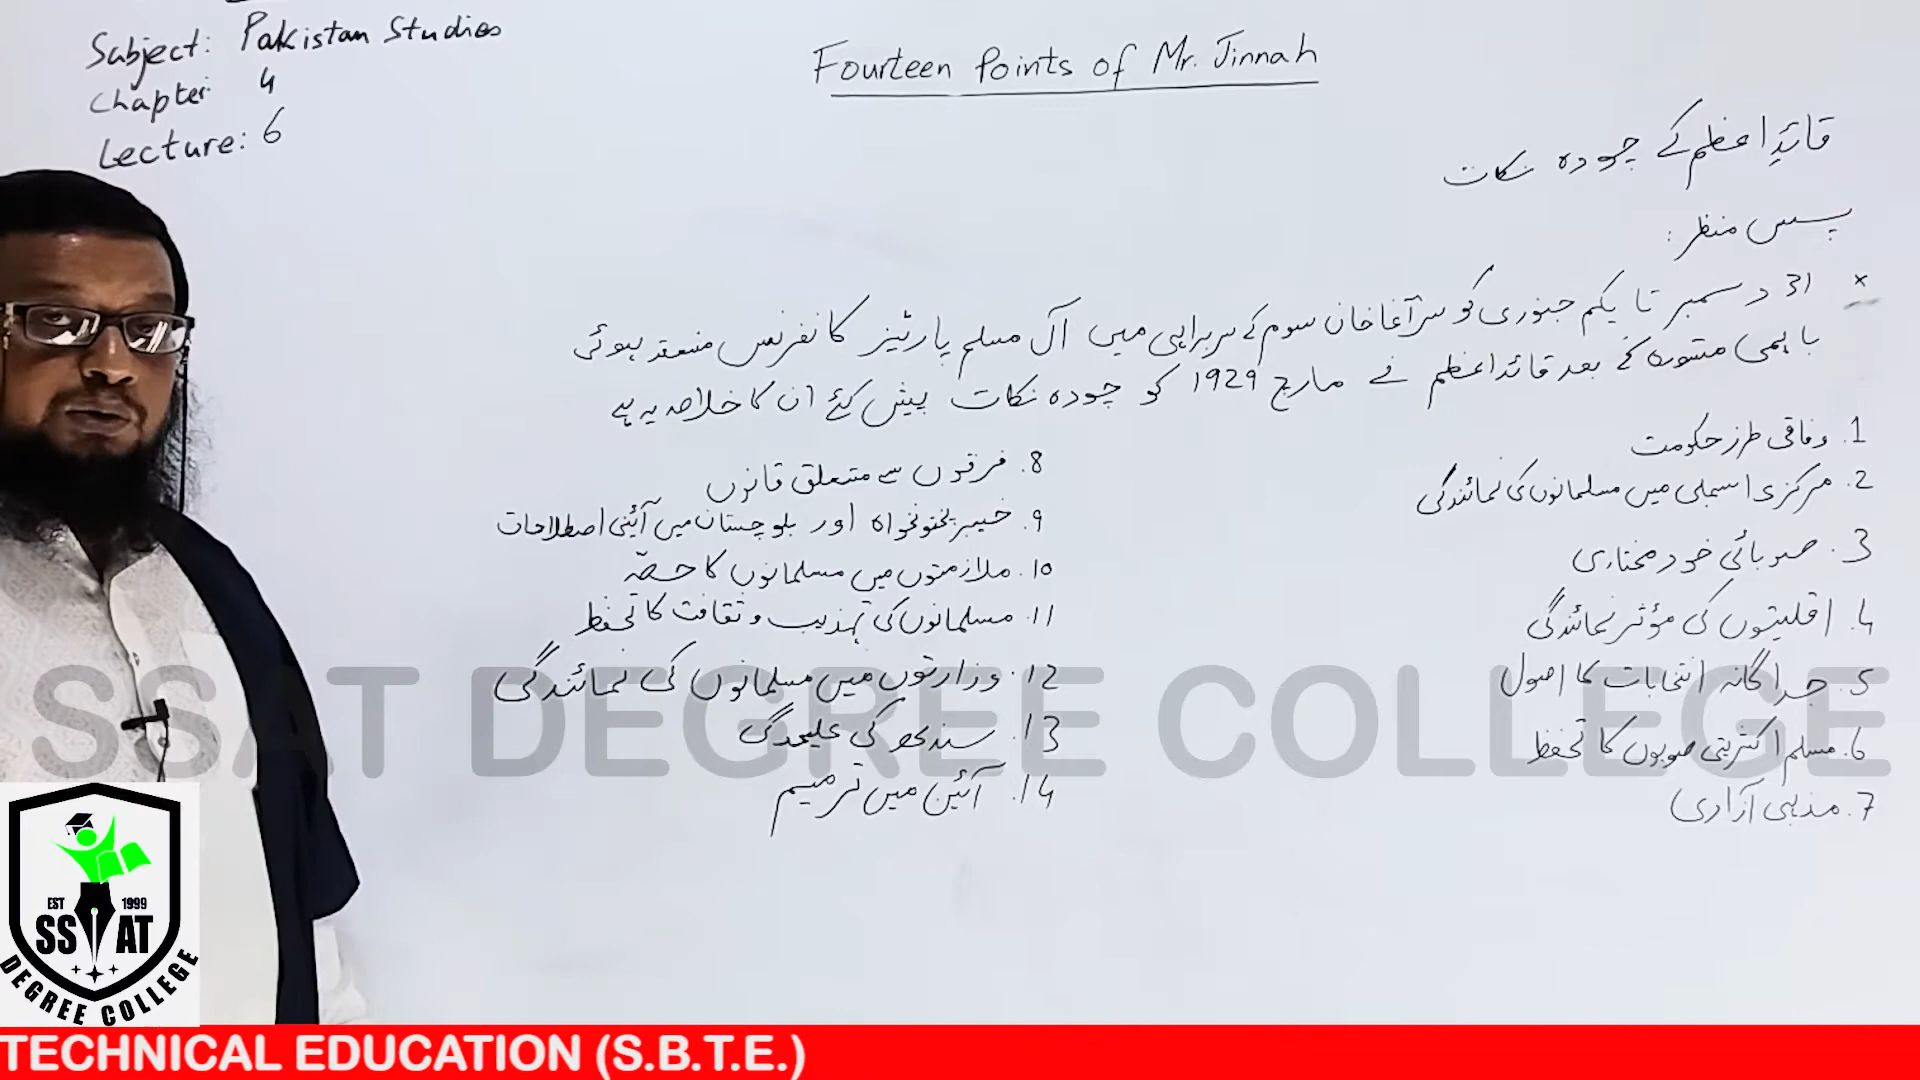 Subject: Pakistan Studies
Chapter: 4
Lecture: 6
Fourteen Points of Mr. Jinnah
قائدِ اعظم کے چودہ نکات
پس منظر:
* 31 دسمبر تا یکم جنوری کو سر آغا خان سوم کے سربراہی میں آل مسلم پارٹیز کانفرنس منعقد ہوئی
باہمی مشورہ کے بعد قائد اعظم نے مارچ 1929 کو چودہ نکات پیش کئے ان کا خلاصہ یہ ہے
1. وفاقی طرز حکومت
2. مرکزی اسمبلی میں مسلمانوں کی نمائندگی
3. صوبائی خود مختاری
4. اقلیتوں کی مؤثر نمائندگی
5. جداگانہ انتخابات کا اصول
6. مسلم اکثریتی صوبوں کا تحفظ
7. مذہبی آزادی
8. فرقوں سے متعلق قانون
9. خیبر پختونخواہ اور بلوچستان میں آئینی اصطلاحات
10. ملازمتوں میں مسلمانوں کا حصّہ
11. مسلمانوں کی تہذیب و ثقافت کا تحفظ
12. وزارتوں میں مسلمانوں کی نمائندگی
13. سندھ کی علیحدگی
14. آئین میں ترمیم
SSAT DEGREE COLLEGE
EST 1999
SSAT
DEGREE COLLEGE
TECHNICAL EDUCATION (S.B.T.E.)